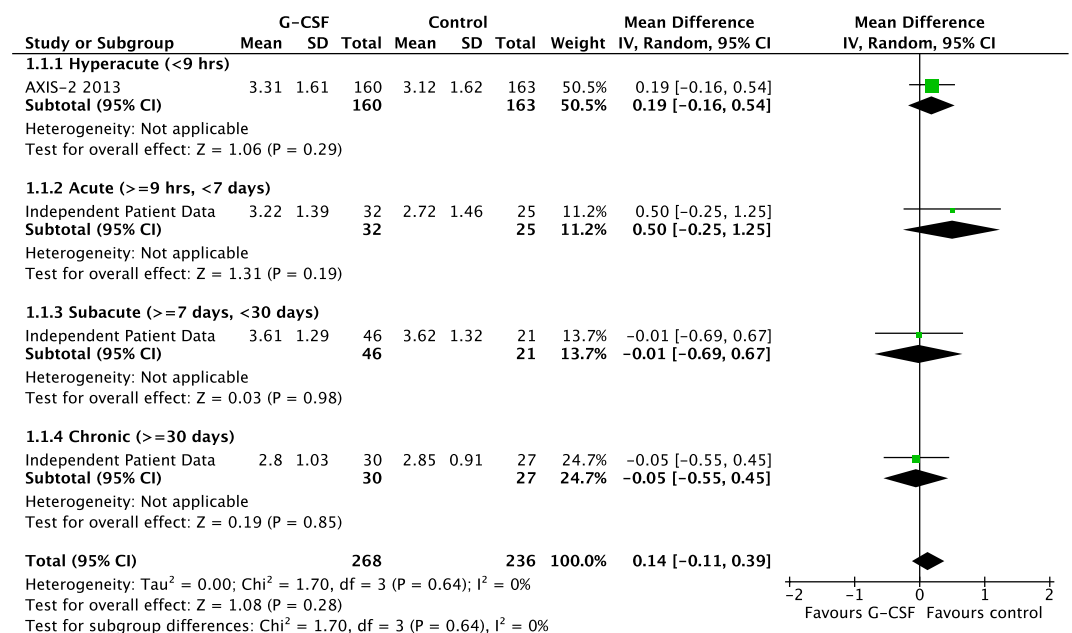 G-CSF Control Mean Difference Mean Difference
Study or Subgroup Mean SD Total Mean SD Total Weight IV, Random, 95% CI IV, Random, 95% CI
1.1.1 Hyperacute (<9 hrs)
AXIS-2 2013 3.31 1.61 160 3.12 1.62 163 50.5% 0.19 [-0.16, 0.54]
Subtotal (95% CI) 160 163 50.5% 0.19 [-0.16, 0.54]
Heterogeneity: Not applicable
Test for overall effect: Z = 1.06 (P = 0.29)
1.1.2 Acute (>=9 hrs, <7 days)
Independent Patient Data 3.22 1.39 32 2.72 1.46 25 11.2% 0.50 [-0.25, 1.25]
Subtotal (95% CI) 32 25 11.2% 0.50 [-0.25, 1.25]
Heterogeneity: Not applicable
Test for overall effect: Z = 1.31 (P = 0.19)
1.1.3 Subacute (>=7 days, <30 days)
Independent Patient Data 3.61 1.29 46 3.62 1.32 21 13.7% -0.01 [-0.69, 0.67]
Subtotal (95% CI) 46 21 13.7% -0.01 [-0.69, 0.67]
Heterogeneity: Not applicable
Test for overall effect: Z = 0.03 (P = 0.98)
1.1.4 Chronic (>=30 days)
Independent Patient Data 2.8 1.03 30 2.85 0.91 27 24.7% -0.05 [-0.55, 0.45]
Subtotal (95% CI) 30 27 24.7% -0.05 [-0.55, 0.45]
Heterogeneity: Not applicable
Test for overall effect: Z = 0.19 (P = 0.85)
Total (95% CI) 268 236 100.0% 0.14 [-0.11, 0.39]
Heterogeneity: Tau² = 0.00; Chi² = 1.70, df = 3 (P = 0.64); I² = 0%
Test for overall effect: Z = 1.08 (P = 0.28)
Test for subgroup differences: Chi² = 1.70, df = 3 (P = 0.64), I² = 0%
-2 -1 0 1 2
Favours G-CSF Favours control